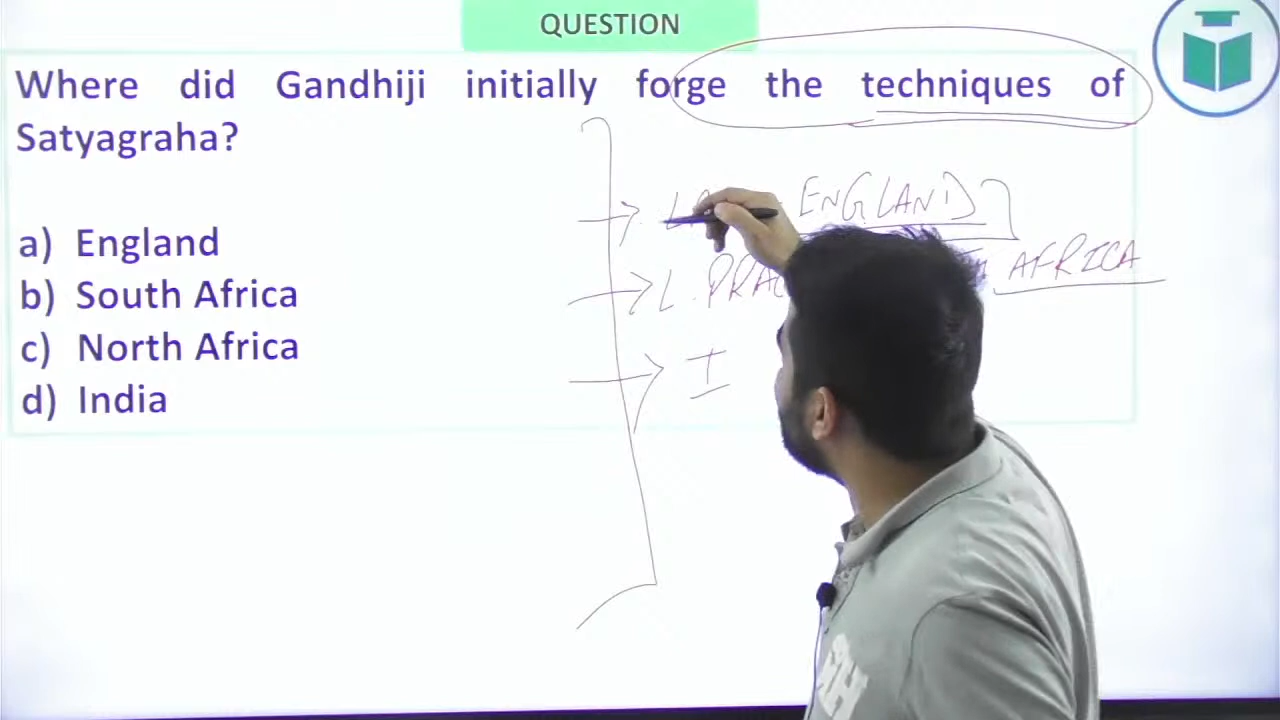 QUESTION
Where did Gandhiji initially forge the techniques of
Satyagraha?
a) England
b) South Africa
c) North Africa
d) India
ENGLAND
L. AFRICA
I